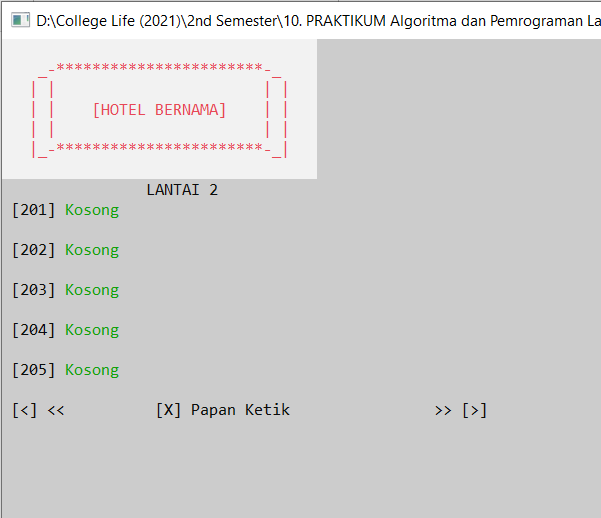 D:\College Life (2021)\2nd Semester\10. PRAKTIKUM Algoritma dan Pemrograman La
_-***********************-_
| |                       | |
| |    [HOTEL BERNAMA]    | |
| |                       | |
|_-***********************-_|
LANTAI 2
[201] Kosong
[202] Kosong
[203] Kosong
[204] Kosong
[205] Kosong
[<] << [X] Papan Ketik >> [>]